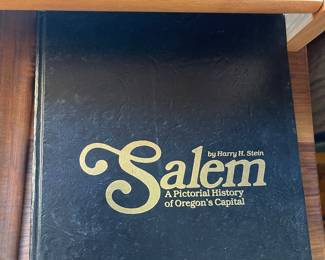 by Harry H. Stein
Salem
A Pictorial History
of Oregon's Capital